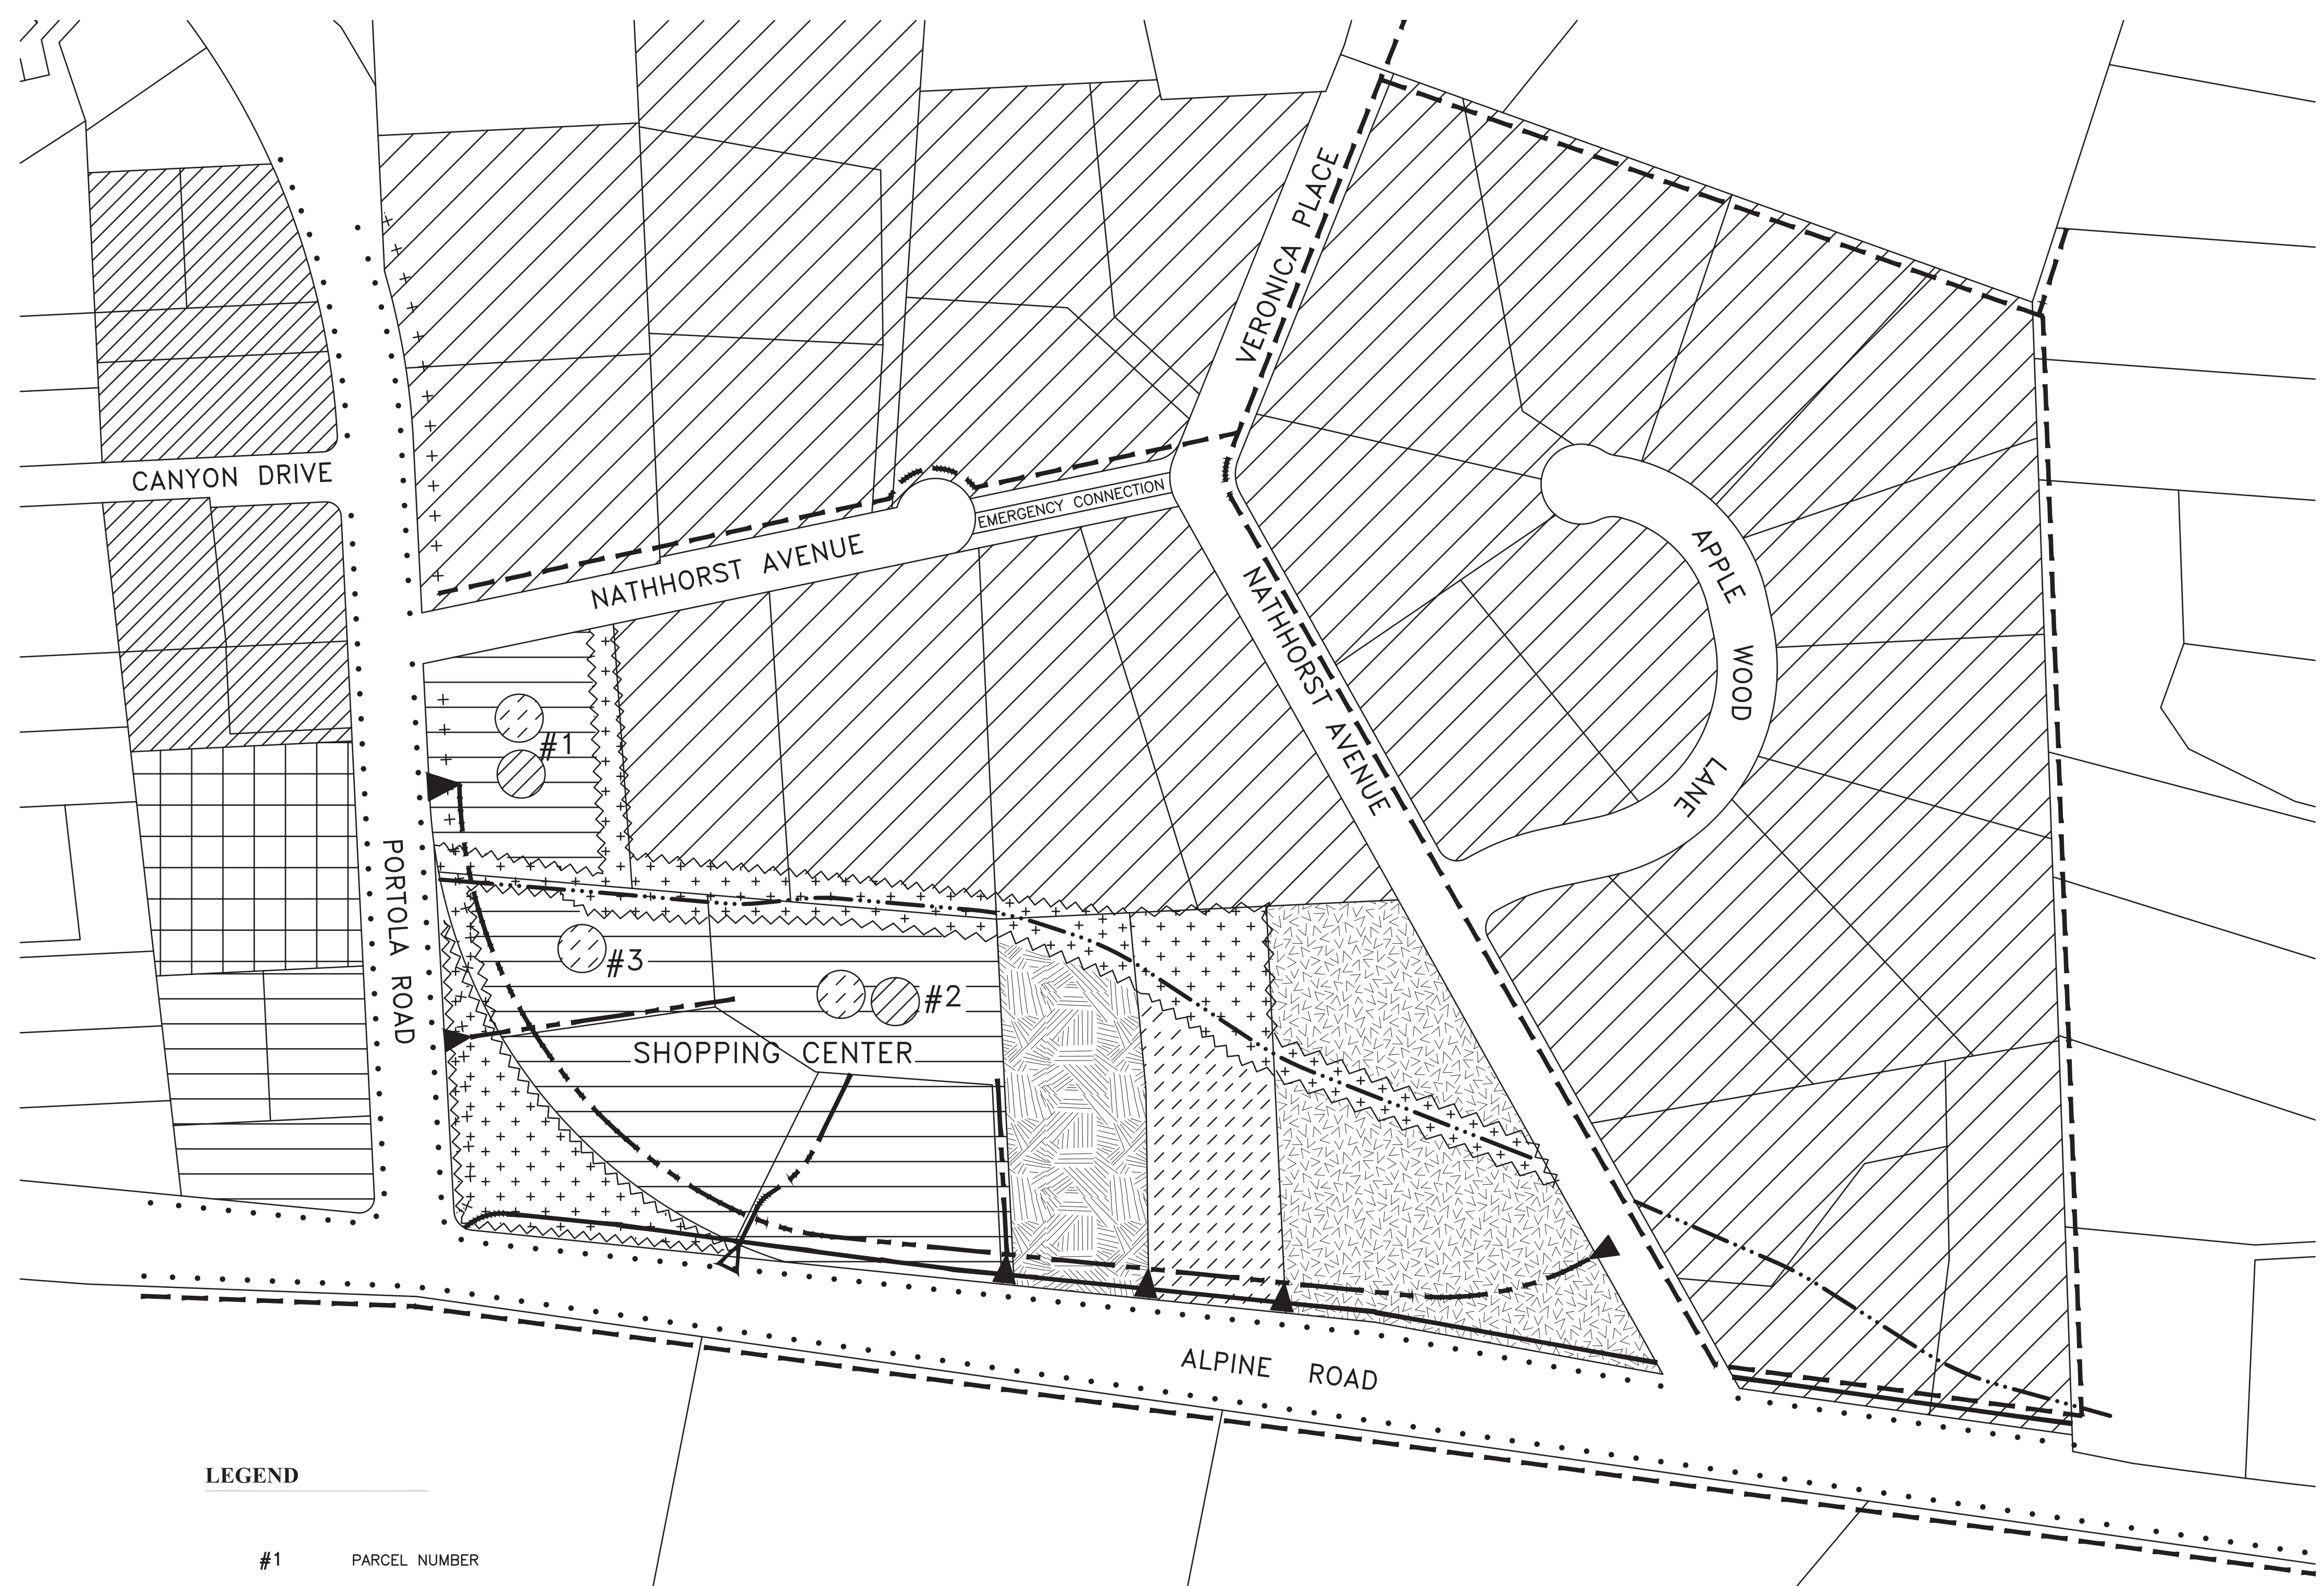 VERONICA PLACE
CANYON DRIVE
EMERGENCY CONNECTION
NATHHORST AVENUE
NATHHORST AVENUE
APPLE WOOD LANE
#1
PORTOLA ROAD
#3
#2
SHOPPING CENTER
ALPINE ROAD
LEGEND
#1 PARCEL NUMBER